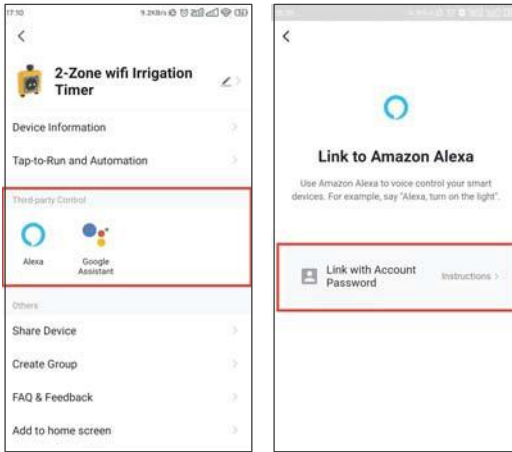 17:10
9.2KB/s
2-Zone wifi Irrigation
Timer
Device Information
Tap-to-Run and Automation
Third-party Control
Alexa
Google
Assistant
Others
Share Device
Create Group
FAQ & Feedback
Add to home screen
Link to Amazon Alexa
Use Amazon Alexa to voice control your smart
devices. For example, say "Alexa, turn on the light".
Link with Account
Password
Instructions